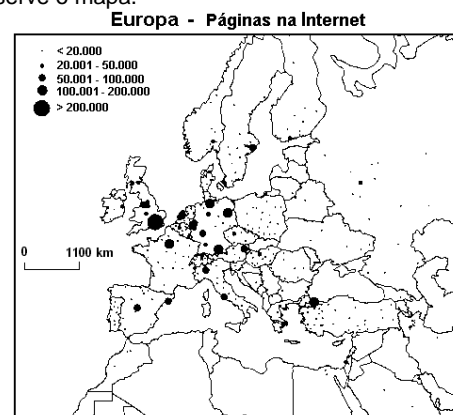 serve o mapa:
Europa - Páginas na Internet
< 20.000
20.001 - 50.000
50.001 - 100.000
100.001 - 200.000
> 200.000
0 1100 km